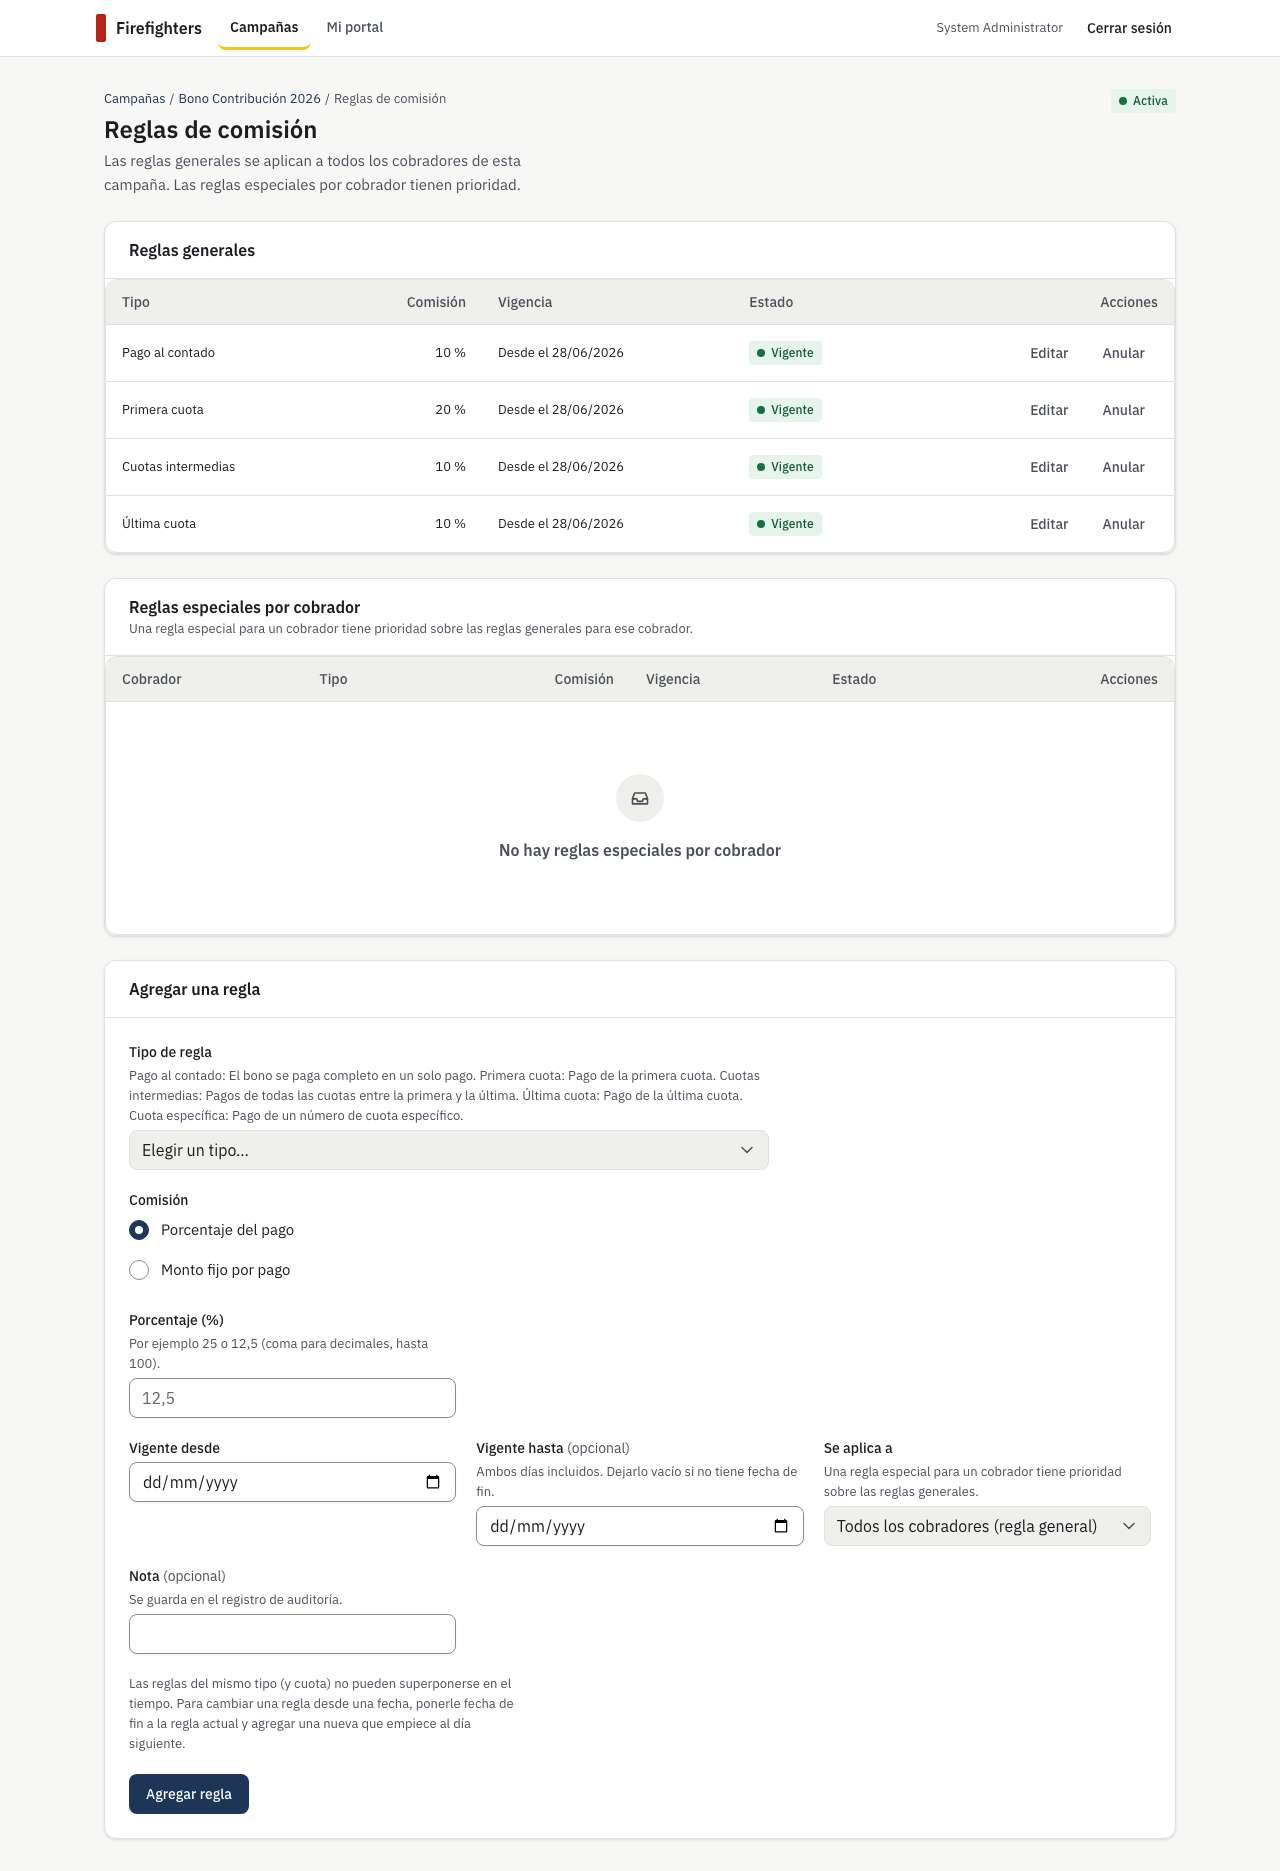 Firefighters Campañas Mi portal System Administrator Cerrar sesión
Campañas / Bono Contribución 2026 / Reglas de comisión Activa
Reglas de comisión
Las reglas generales se aplican a todos los cobradores de esta
campaña. Las reglas especiales por cobrador tienen prioridad.
Reglas generales
Tipo Comisión Vigencia Estado Acciones
Pago al contado 10 % Desde el 28/06/2026 Vigente Editar Anular
Primera cuota 20 % Desde el 28/06/2026 Vigente Editar Anular
Cuotas intermedias 10 % Desde el 28/06/2026 Vigente Editar Anular
Última cuota 10 % Desde el 28/06/2026 Vigente Editar Anular
Reglas especiales por cobrador
Una regla especial para un cobrador tiene prioridad sobre las reglas generales para ese cobrador.
Cobrador Tipo Comisión Vigencia Estado Acciones
No hay reglas especiales por cobrador
Agregar una regla
Tipo de regla
Pago al contado: El bono se paga completo en un solo pago. Primera cuota: Pago de la primera cuota. Cuotas
intermedias: Pagos de todas las cuotas entre la primera y la última. Última cuota: Pago de la última cuota.
Cuota específica: Pago de un número de cuota específico.
Elegir un tipo...
Comisión
Porcentaje del pago
Monto fijo por pago
Porcentaje (%)
Por ejemplo 25 o 12,5 (coma para decimales, hasta
100).
12,5
Vigente desde
dd/mm/yyyy
Vigente hasta (opcional)
Ambos días incluidos. Dejarlo vacío si no tiene fecha de
fin.
dd/mm/yyyy
Se aplica a
Una regla especial para un cobrador tiene prioridad
sobre las reglas generales.
Todos los cobradores (regla general)
Nota (opcional)
Se guarda en el registro de auditoría.
Las reglas del mismo tipo (y cuota) no pueden superponerse en el
tiempo. Para cambiar una regla desde una fecha, ponerle fecha de
fin a la regla actual y agregar una nueva que empiece al día
siguiente.
Agregar regla